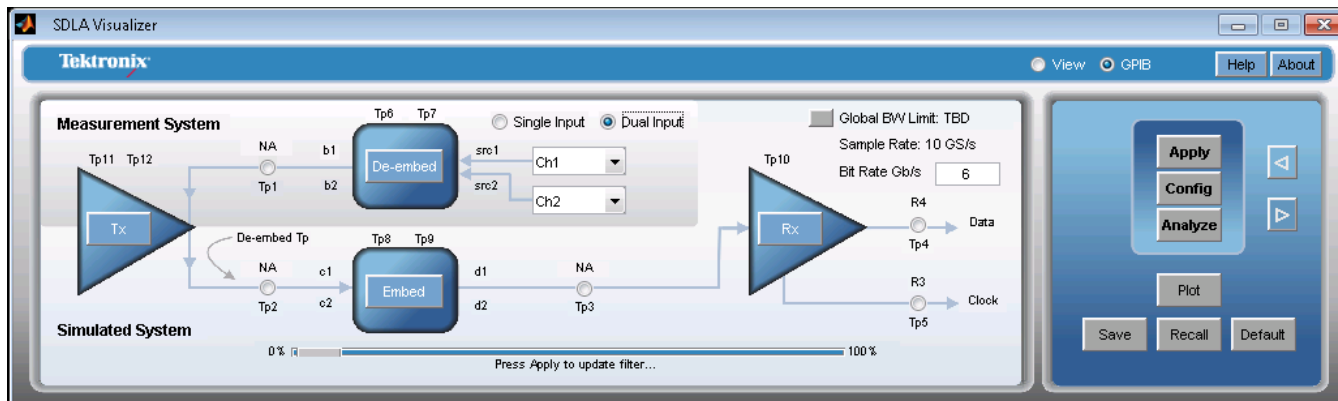 SDLA Visualizer
Tektronix
View GPIB Help About
Measurement System
Tp6 Tp7
Single Input Dual Input
Global BW Limit: TBD
Sample Rate: 10 GS/s
Bit Rate Gb/s 6
Tp11 Tp12
NA
b1
De-embed
src1
Ch1
Tp10
Tp1
b2
src2
Ch2
Tx
Rx
R4
Data
Tp4
De-embed Tp
Tp8 Tp9
NA
c1
Embed
d1
NA
Tp2
c2
d2
Tp3
R3
Clock
Tp5
Simulated System
0% 100%
Press Apply to update filter...
Apply
Config
Analyze
Plot
Save Recall Default